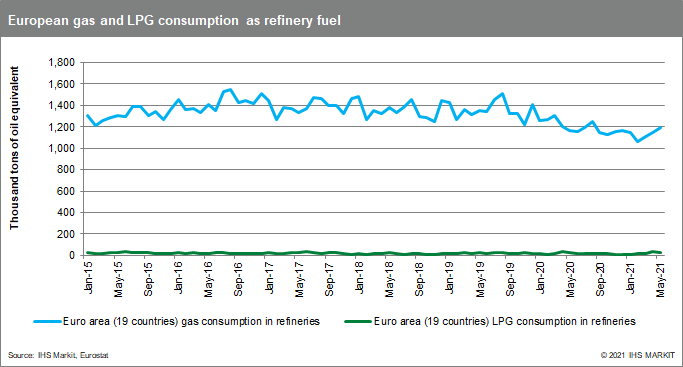 European gas and LPG consumption as refinery fuel
Thousand tons of oil equivalent
1,800
1,600
1,400
1,200
1,000
800
600
400
200
0
Jan-15
May-15
Sep-15
Jan-16
May-16
Sep-16
Jan-17
May-17
Sep-17
Jan-18
May-18
Sep-18
Jan-19
May-19
Sep-19
Jan-20
May-20
Sep-20
Jan-21
May-21
Euro area (19 countries) gas consumption in refineries
Euro area (19 countries) LPG consumption in refineries
Source: IHS Markit, Eurostat
© 2021 IHS MARKIT